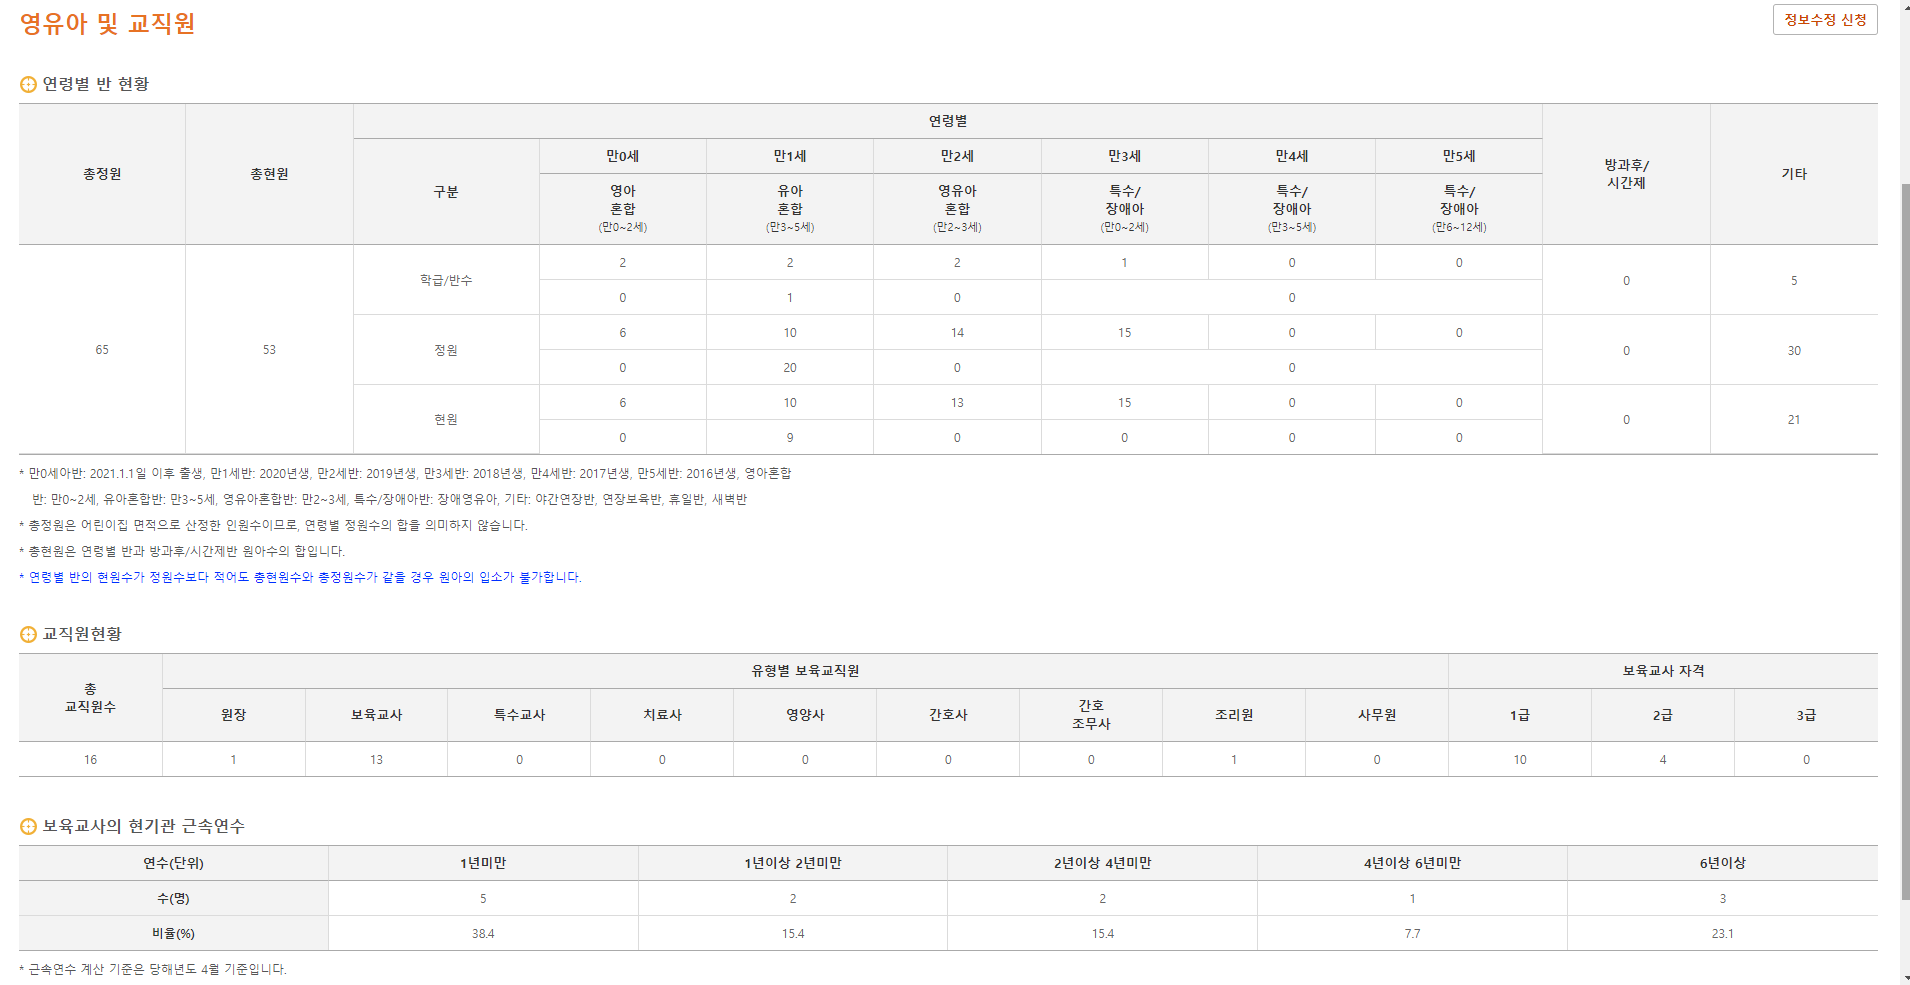 영유아 및 교직원
정보수정 신청
연령별 반 현황
총정원 총현원 연령별 방과후/ 시간제 기타
구분 만0세 만1세 만2세 만3세 만4세 만5세
영아 혼합 (만0~2세) 유아 혼합 (만3~5세) 영유아 혼합 (만2~3세) 특수/ 장애아 (만0~2세) 특수/ 장애아 (만3~5세) 특수/ 장애아 (만6~12세)
65 53
학급/반수 2 2 2 1 0 0 0 5
0 1 0 0
정원 6 10 14 15 0 0 0 30
0 20 0 0
현원 6 10 13 15 0 0 0 21
0 9 0 0 0 0
* 만0세아반: 2021.1.1일 이후 출생, 만1세반: 2020년생, 만2세반: 2019년생, 만3세반: 2018년생, 만4세반: 2017년생, 만5세반: 2016년생, 영아혼합
반: 만0~2세, 유아혼합반: 만3~5세, 영유아혼합반: 만2~3세, 특수/장애아반: 장애영유아, 기타: 야간연장반, 연장보육반, 휴일반, 새벽반
* 총정원은 어린이집 면적으로 산정한 인원수이므로, 연령별 정원수의 합을 의미하지 않습니다.
* 총현원은 연령별 반과 방과후/시간제반 원아수의 합입니다.
* 연령별 반의 현원수가 정원수보다 적어도 총현원수와 총정원수가 같을 경우 원아의 입소가 불가합니다.
교직원현황
총 교직원수 유형별 보육교직원 보육교사 자격
원장 보육교사 특수교사 치료사 영양사 간호사 간호 조무사 조리원 사무원 1급 2급 3급
16 1 13 0 0 0 0 0 1 0 10 4 0
보육교사의 현기관 근속연수
연수(단위) 1년미만 1년이상 2년미만 2년이상 4년미만 4년이상 6년미만 6년이상
수(명) 5 2 2 1 3
비율(%) 38.4 15.4 15.4 7.7 23.1
* 근속연수 계산 기준은 당해년도 4월 기준입니다.